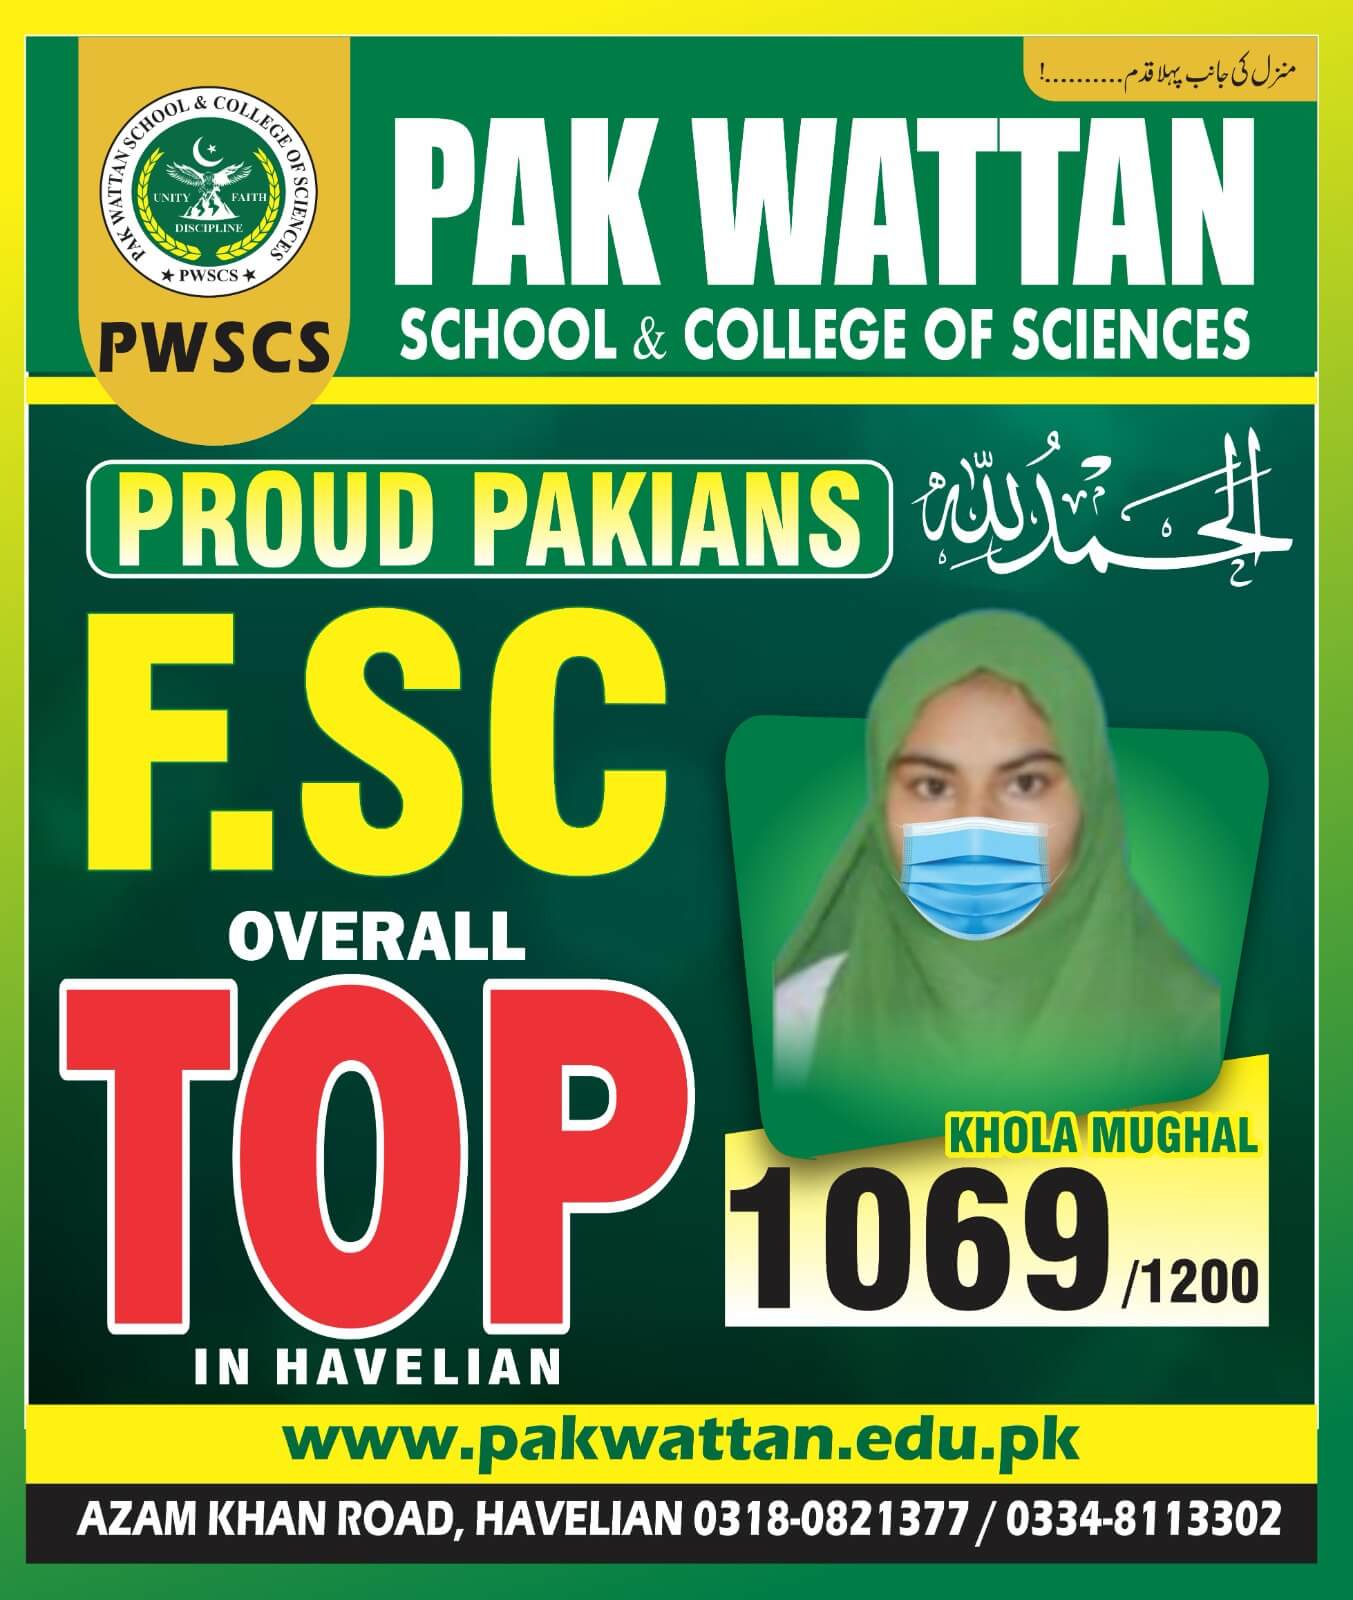 منزل کی جانب پہلا قدم..........!
PAK WATTAN SCHOOL & COLLEGE OF SCIENCES
UNITY FAITH
DISCIPLINE
★ PWSCS ★
PWSCS
PAK WATTAN
SCHOOL & COLLEGE OF SCIENCES
PROUD PAKIANS
الحمدللہ
F.SC
OVERALL
TOP
IN HAVELIAN
KHOLA MUGHAL
1069/1200
www.pakwattan.edu.pk
AZAM KHAN ROAD, HAVELIAN 0318-0821377 / 0334-8113302